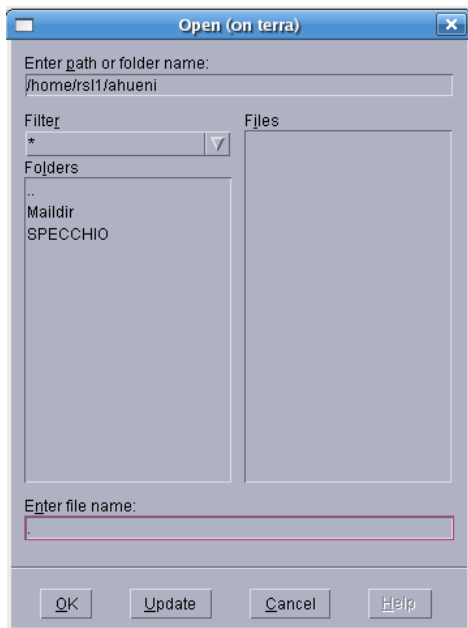 Open (on terra)
Enter path or folder name:
/home/rsl1/ahueni
Filter
*
Folders
..
Maildir
SPECCHIO
Files
Enter file name:
.
OK Update Cancel Help